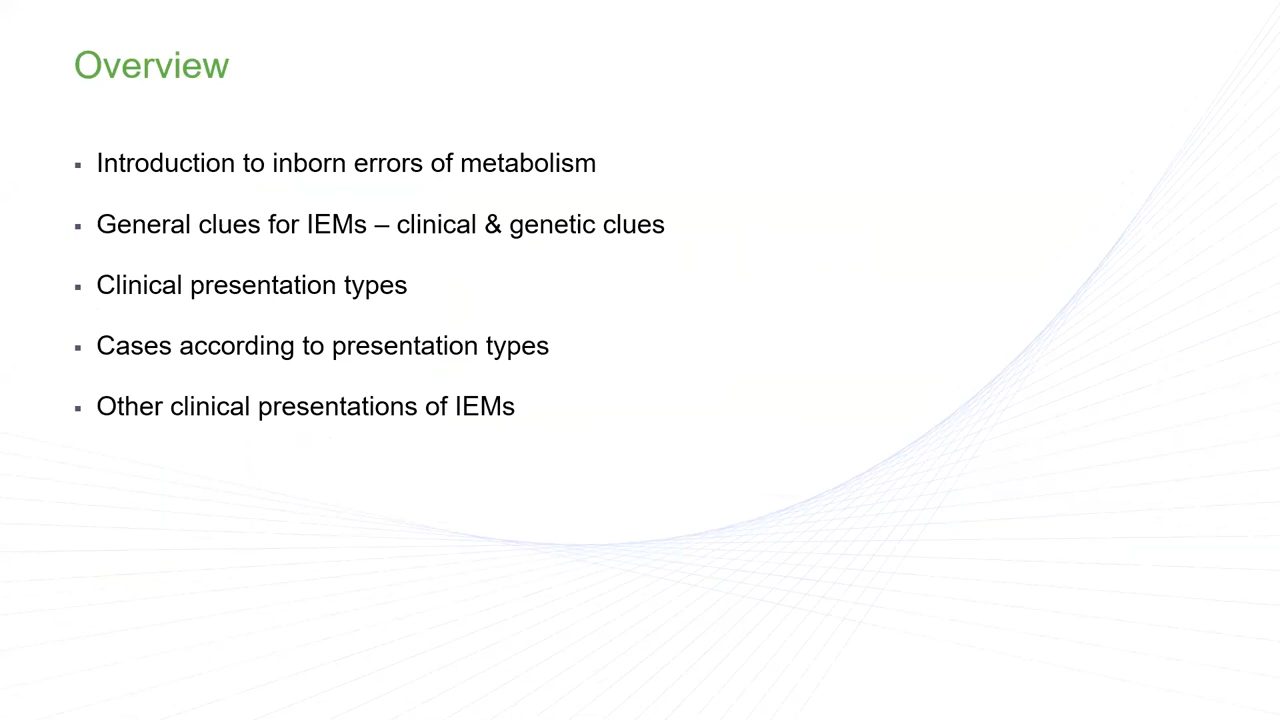 Overview
▪ Introduction to inborn errors of metabolism
▪ General clues for IEMs – clinical & genetic clues
▪ Clinical presentation types
▪ Cases according to presentation types
▪ Other clinical presentations of IEMs